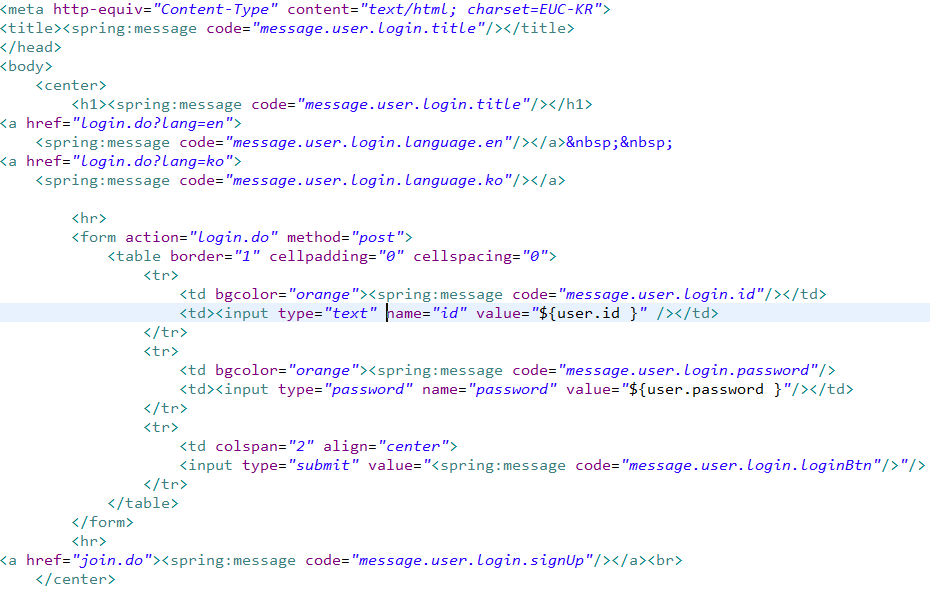 <meta http-equiv="Content-Type" content="text/html; charset=EUC-KR">
<title><spring:message code="message.user.login.title"/></title>
</head>
<body>
    <center>
        <h1><spring:message code="message.user.login.title"/></h1>
<a href="login.do?lang=en">
    <spring:message code="message.user.login.language.en"/></a>&nbsp;&nbsp;
<a href="login.do?lang=ko">
    <spring:message code="message.user.login.language.ko"/></a>

        <hr>
        <form action="login.do" method="post">
            <table border="1" cellpadding="0" cellspacing="0">
                <tr>
                    <td bgcolor="orange"><spring:message code="message.user.login.id"/></td>
                    <td><input type="text" name="id" value="${user.id }" /></td>
                </tr>
                <tr>
                    <td bgcolor="orange"><spring:message code="message.user.login.password"/>
                    <td><input type="password" name="password" value="${user.password }"/></td>
                </tr>
                <tr>
                    <td colspan="2" align="center">
                    <input type="submit" value="<spring:message code="message.user.login.loginBtn"/>"/>
                </tr>
            </table>
        </form>
        <hr>
<a href="join.do"><spring:message code="message.user.login.signUp"/></a><br>
    </center>